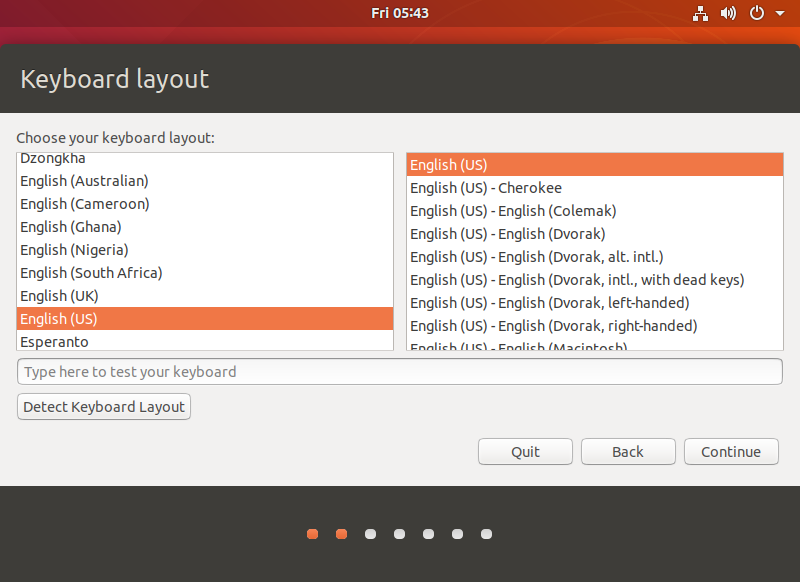 Fri 05:43
Keyboard layout
Choose your keyboard layout:
Dzongkha
English (Australian)
English (Cameroon)
English (Ghana)
English (Nigeria)
English (South Africa)
English (UK)
English (US)
Esperanto
English (US)
English (US) - Cherokee
English (US) - English (Colemak)
English (US) - English (Dvorak)
English (US) - English (Dvorak, alt. intl.)
English (US) - English (Dvorak, intl., with dead keys)
English (US) - English (Dvorak, left-handed)
English (US) - English (Dvorak, right-handed)
English (US) - English (Macintosh)
Type here to test your keyboard
Detect Keyboard Layout
Quit
Back
Continue